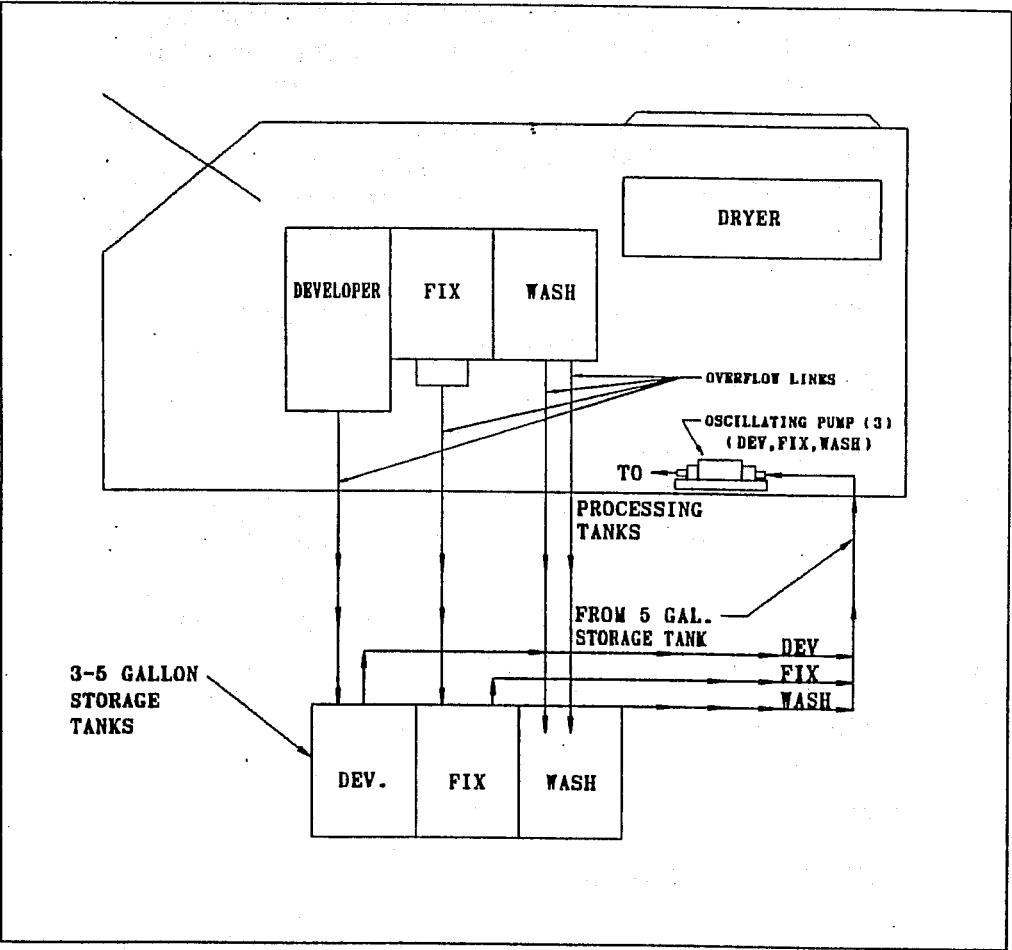 DRYER
DEVELOPER
FIX
WASH
OVERFLOW LINES
OSCILLATING PUMP (3)
(DEV,FIX,WASH)
TO
PROCESSING
TANKS
FROM 5 GAL.
STORAGE TANK
DEV
FIX
WASH
3-5 GALLON
STORAGE
TANKS
DEV.
FIX
WASH